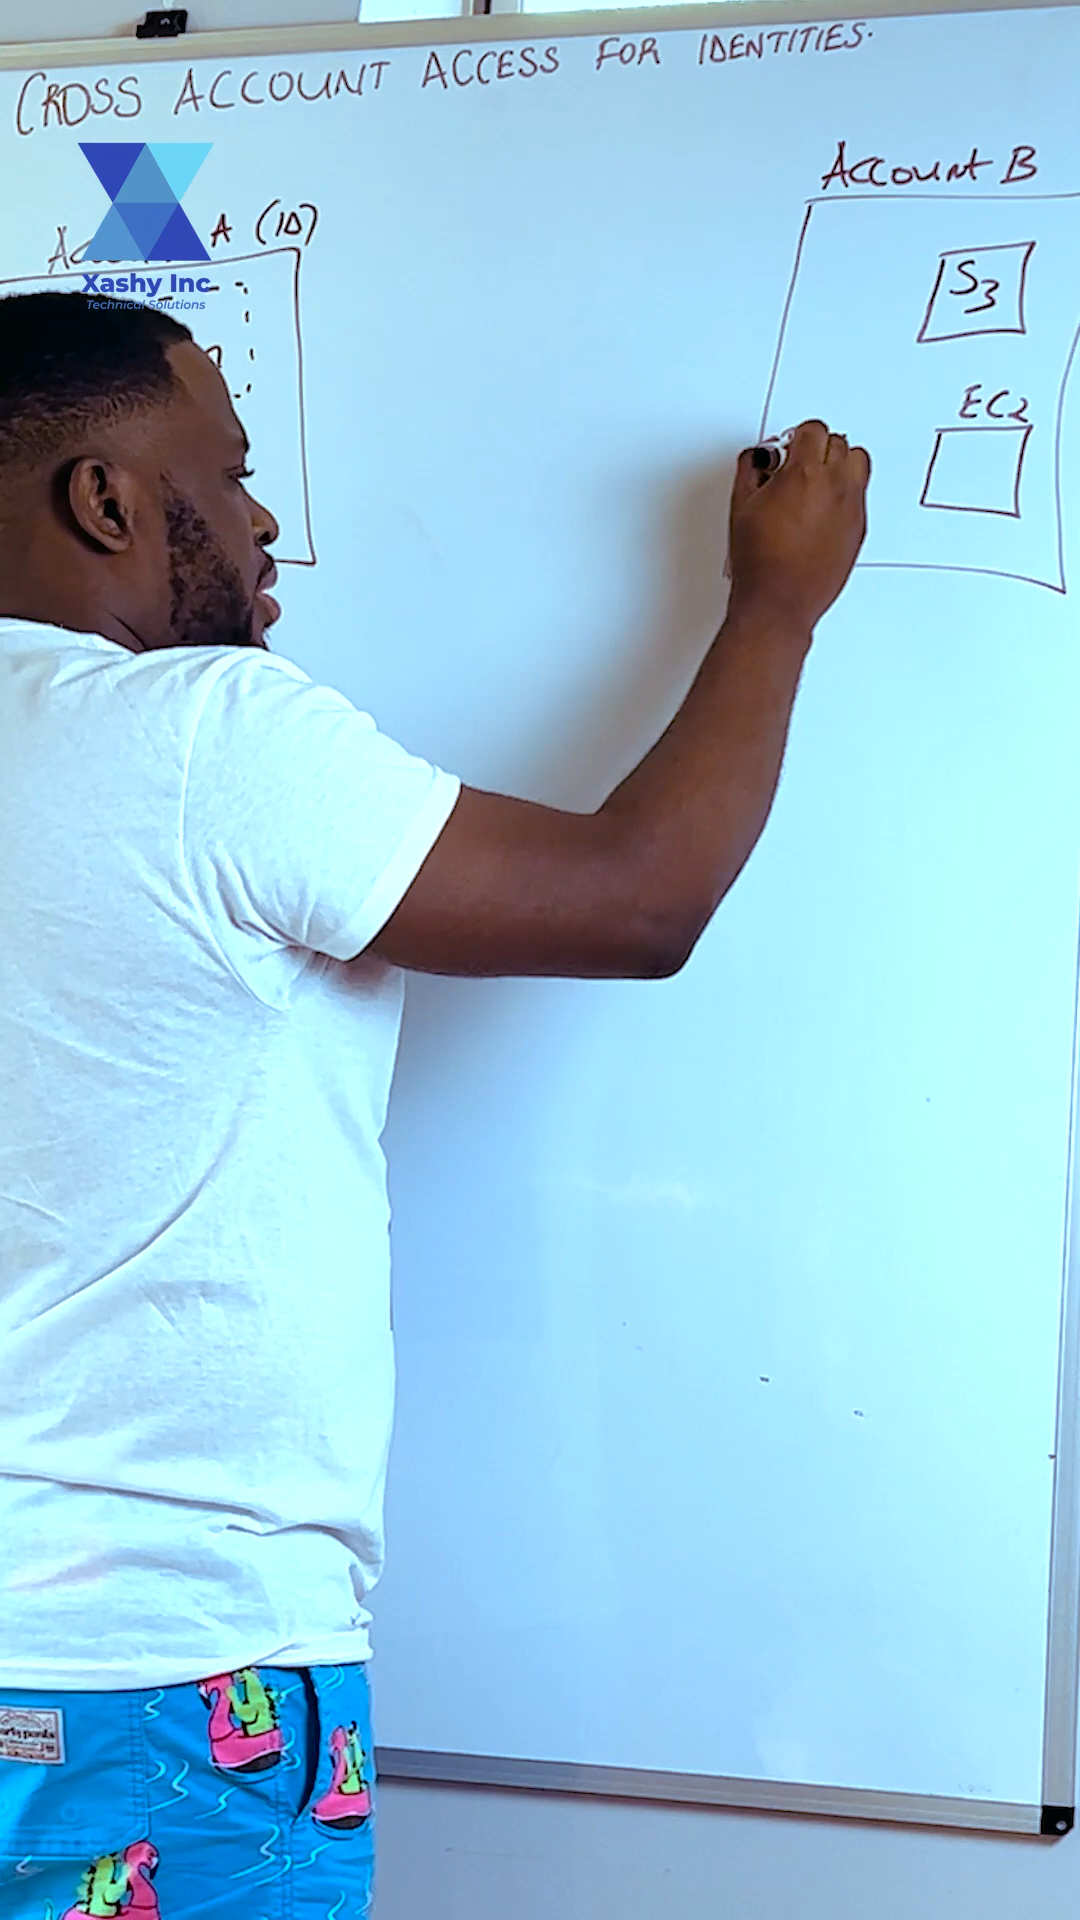 CROSS ACCOUNT ACCESS FOR IDENTITIES.
Account B
A (ID)
Xashy Inc
Technical Solutions
S3
EC2